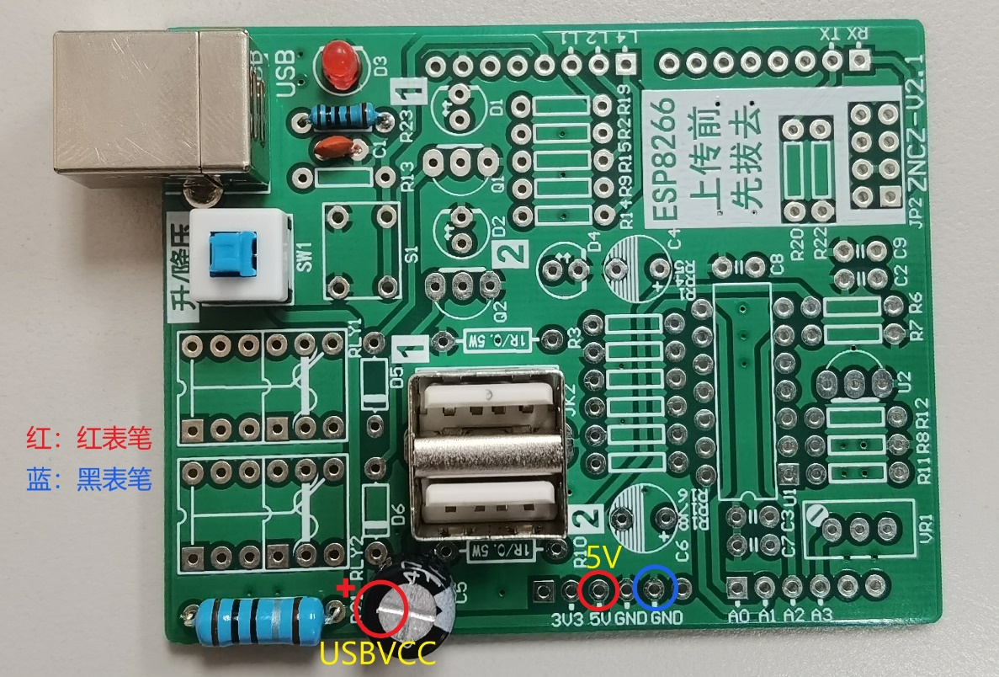 USB
D3
R23
C1
R13
1
D1
Q1
D2
2
Q2
S1
SW1
升/降压
L1 L2 L4
R19
R2
R15
R9
R14
D4
C4
TX RX
ESP8266
上传前
先拔去
ZNCZ-V2.1
JP2
R20
R22
C9
C2
C8
R6
R7
U2
R12
R8
R11
U1
C3
C7
VR1
RLY1
D5
1
1R/0.5W
R3
JK2
RLY2
D6
2
1R/0.5W
R10
C6
C5
红：红表笔
蓝：黑表笔
5V
+
USBVCC
47
3V3 5V GND GND
A0 A1 A2 A3